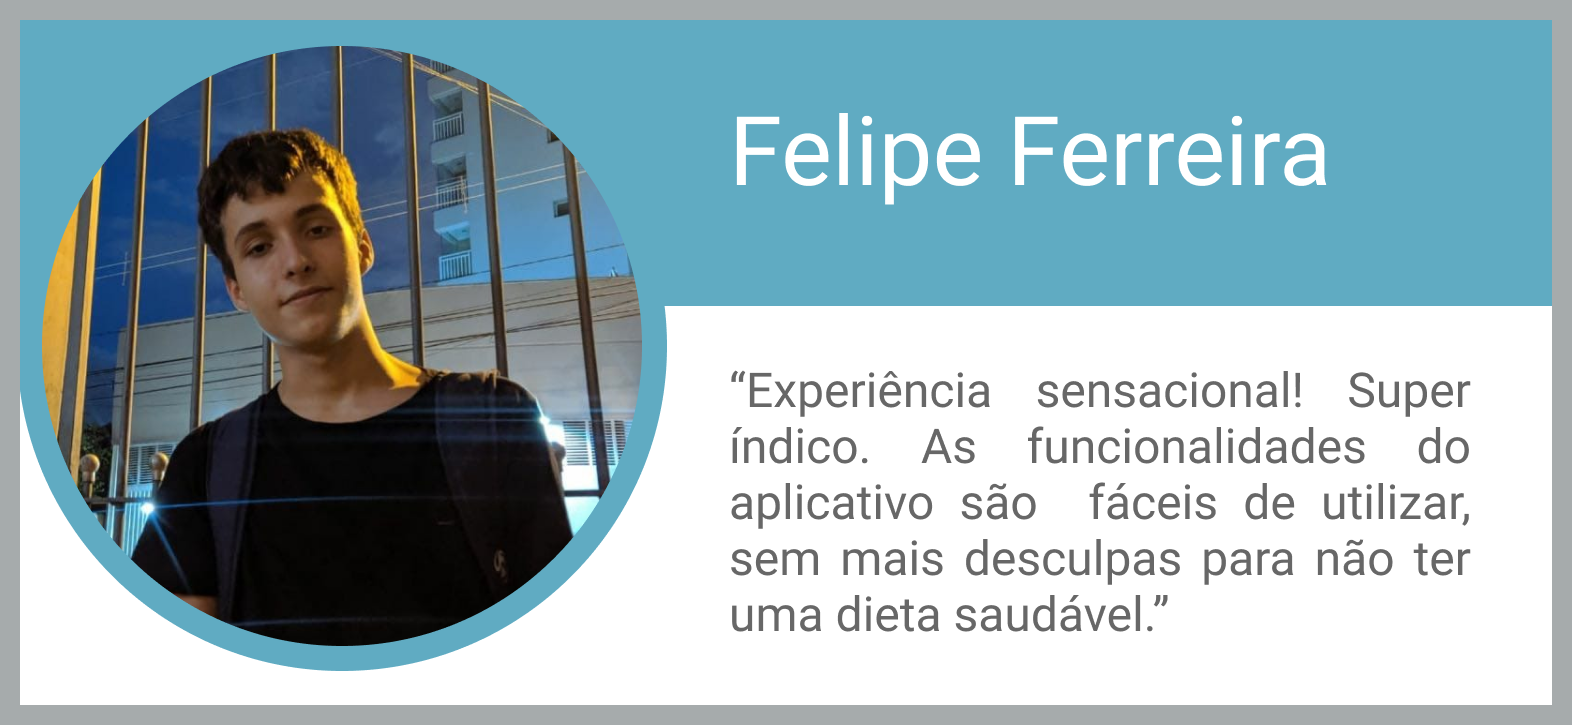 Felipe Ferreira
“Experiência sensacional! Super
índico. As funcionalidades do
aplicativo são fáceis de utilizar,
sem mais desculpas para não ter
uma dieta saudável.”